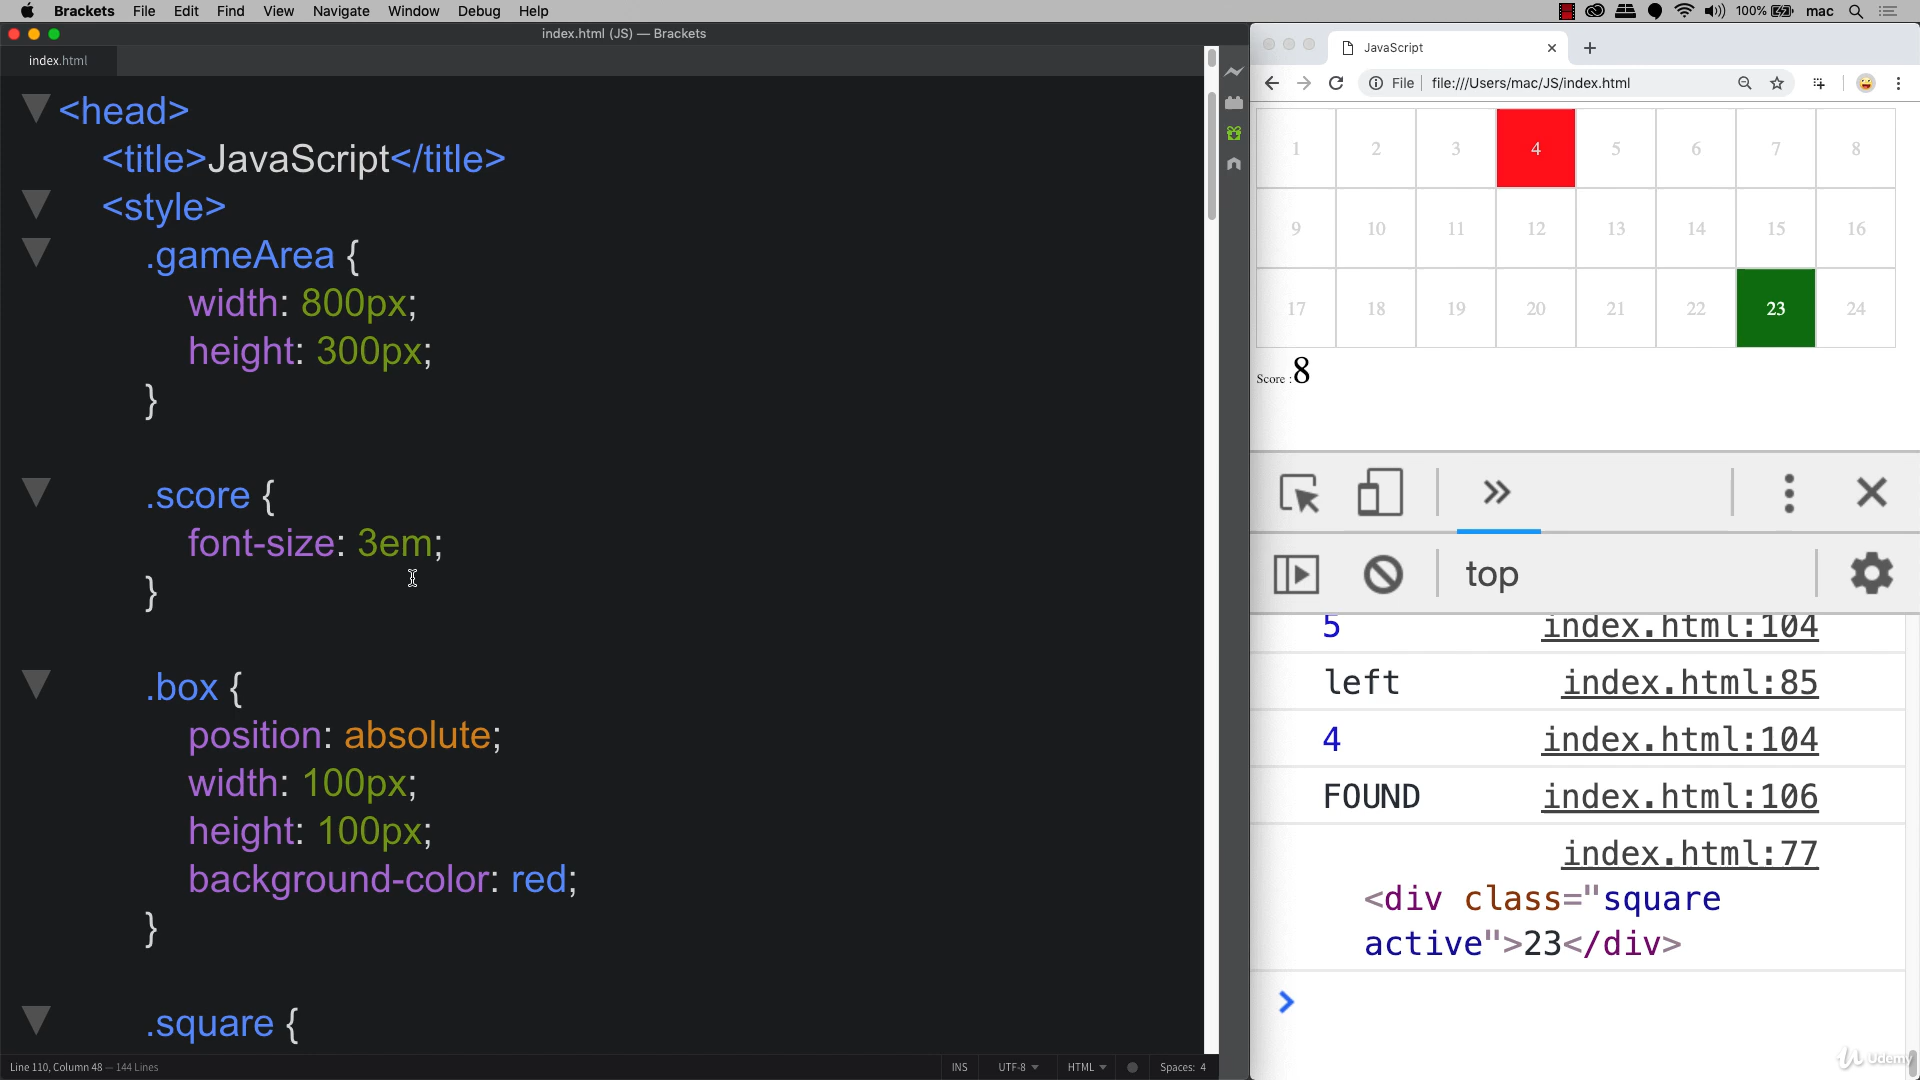 Brackets File Edit Find View Navigate Window Debug Help 100% mac
index.html (JS) — Brackets
index.html
<head>
<title>JavaScript</title>
<style>
.gameArea {
width: 800px;
height: 300px;
}
.score {
font-size: 3em;
}
.box {
position: absolute;
width: 100px;
height: 100px;
background-color: red;
}
.square {
Line 110, Column 48 — 144 Lines
INS UTF-8 HTML Spaces: 4
JavaScript
File file:///Users/mac/JS/index.html
1 2 3 4 5 6 7 8
9 10 11 12 13 14 15 16
17 18 19 20 21 22 23 24
Score :8
top
5 index.html:104
left index.html:85
4 index.html:104
FOUND index.html:106
index.html:77
<div class="square
active">23</div>
Udemy